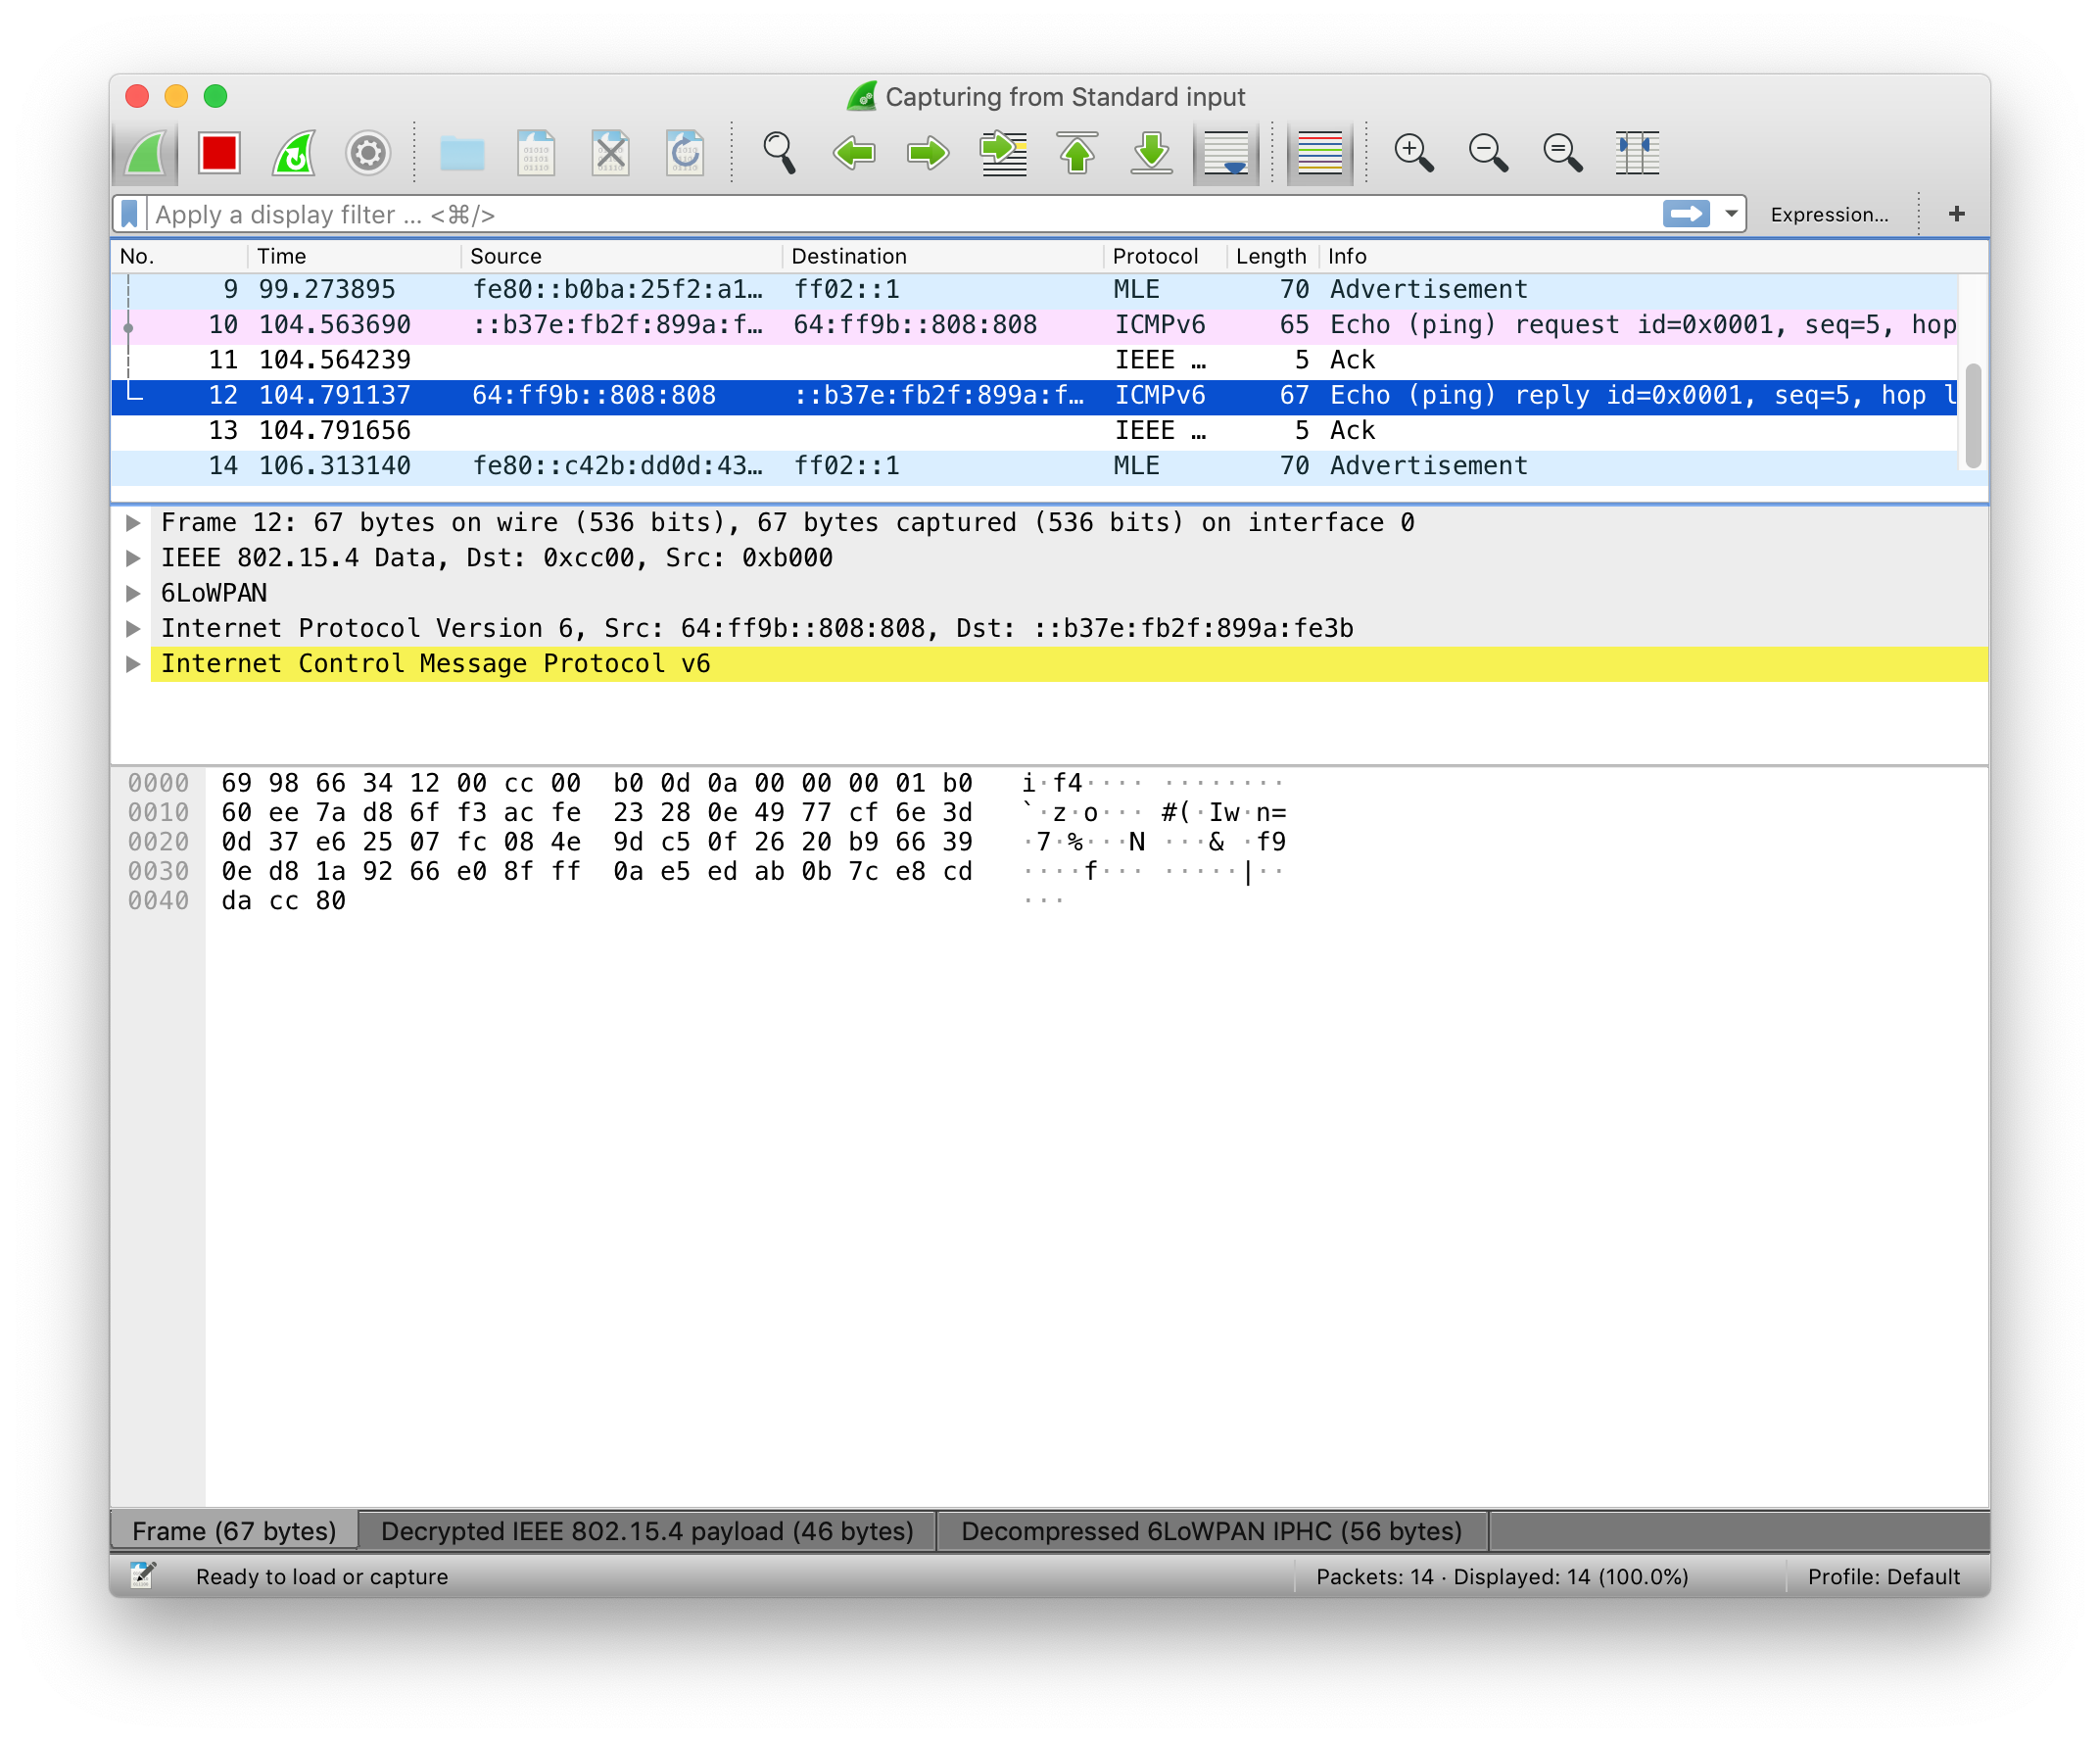 Capturing from Standard input
Apply a display filter ... <⌘/>
Expression...
+
No. Time Source Destination Protocol Length Info
9 99.273895 fe80::b0ba:25f2:a1… ff02::1 MLE 70 Advertisement
10 104.563690 ::b37e:fb2f:899a:f… 64:ff9b::808:808 ICMPv6 65 Echo (ping) request id=0x0001, seq=5, hop
11 104.564239 IEEE … 5 Ack
12 104.791137 64:ff9b::808:808 ::b37e:fb2f:899a:f… ICMPv6 67 Echo (ping) reply id=0x0001, seq=5, hop l
13 104.791656 IEEE … 5 Ack
14 106.313140 fe80::c42b:dd0d:43… ff02::1 MLE 70 Advertisement
Frame 12: 67 bytes on wire (536 bits), 67 bytes captured (536 bits) on interface 0
IEEE 802.15.4 Data, Dst: 0xcc00, Src: 0xb000
6LoWPAN
Internet Protocol Version 6, Src: 64:ff9b::808:808, Dst: ::b37e:fb2f:899a:fe3b
Internet Control Message Protocol v6
0000 69 98 66 34 12 00 cc 00 b0 0d 0a 00 00 00 01 b0 i·f4···· ········
0010 60 ee 7a d8 6f f3 ac fe 23 28 0e 49 77 cf 6e 3d `·z·o··· #(·Iw·n=
0020 0d 37 e6 25 07 fc 08 4e 9d c5 0f 26 20 b9 66 39 ·7·%···N ···& ·f9
0030 0e d8 1a 92 66 e0 8f ff 0a e5 ed ab 0b 7c e8 cd ····f··· ·····|··
0040 da cc 80 ···
Frame (67 bytes) Decrypted IEEE 802.15.4 payload (46 bytes) Decompressed 6LoWPAN IPHC (56 bytes)
Ready to load or capture Packets: 14 · Displayed: 14 (100.0%) Profile: Default